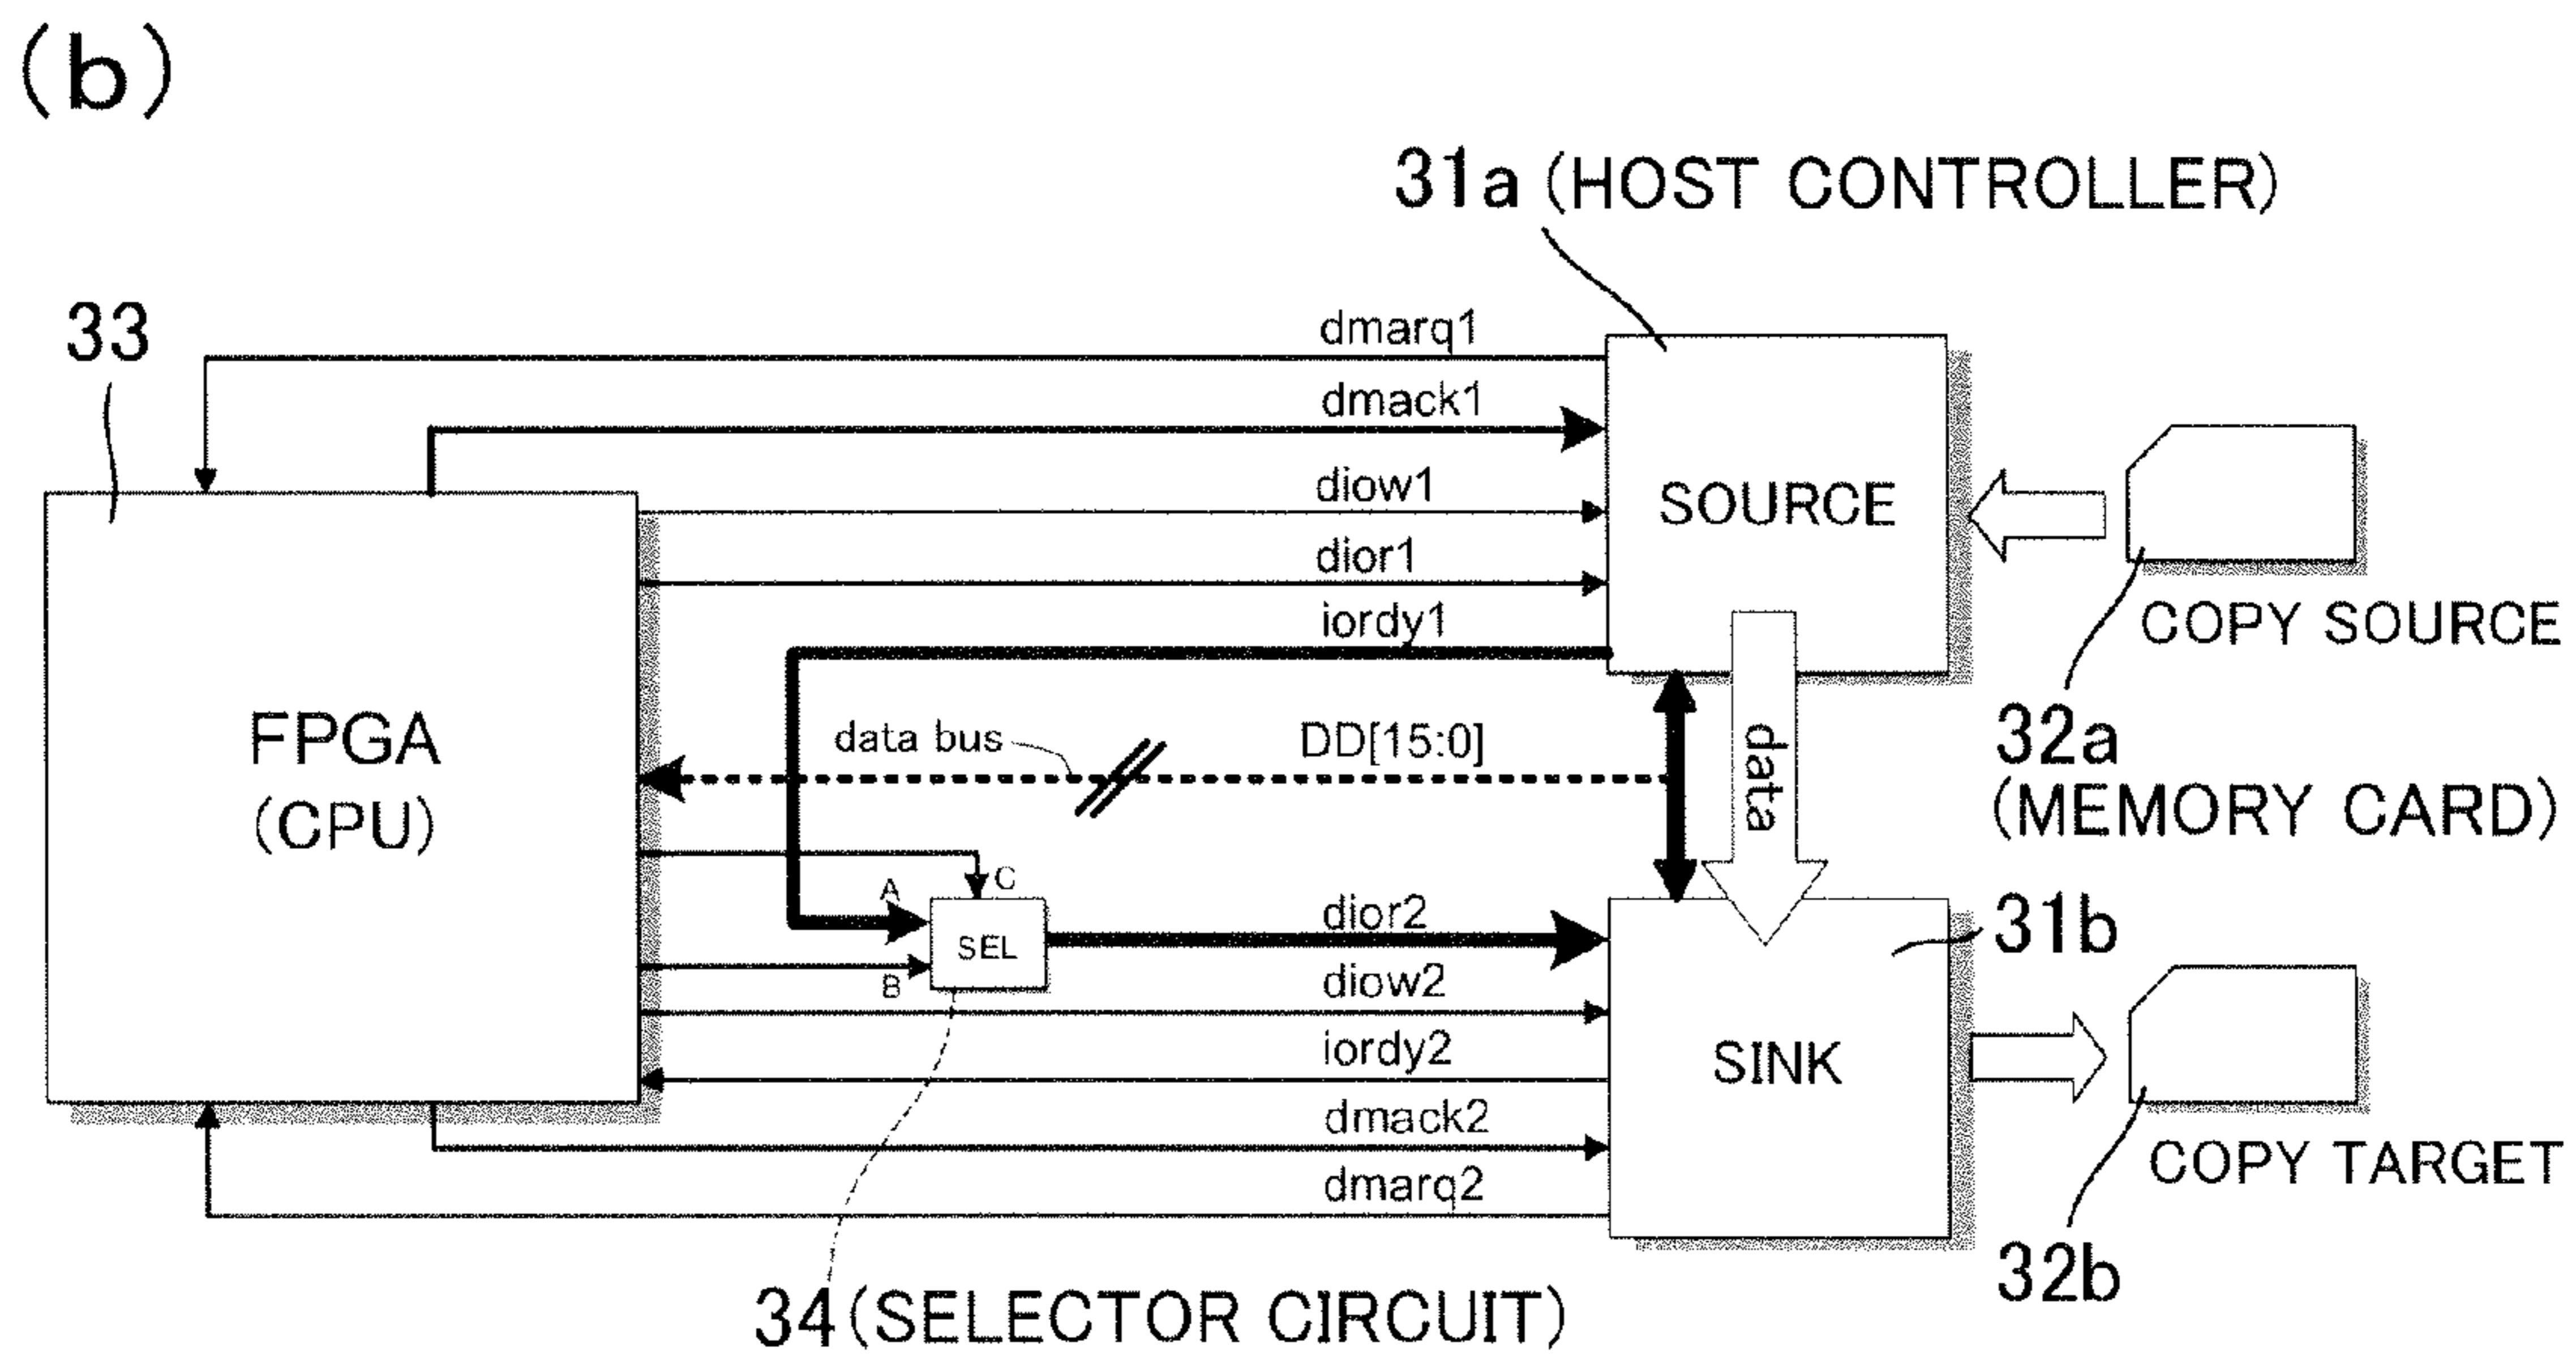 (b)
31a (HOST CONTROLLER)
33
dmarq1
dmack1
diow1
SOURCE
dior1
iordy1
COPY SOURCE
FPGA
(CPU)
data bus
DD[15:0]
data
32a
(MEMORY CARD)
A
C
SEL
B
dior2
31b
diow2
iordy2
SINK
dmack2
COPY TARGET
dmarq2
32b
34 (SELECTOR CIRCUIT)